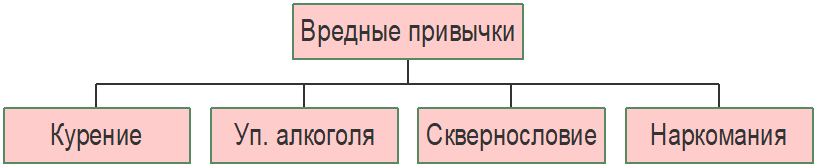 Вредные привычки
Курение
Уп. алкоголя
Сквернословие
Наркомания